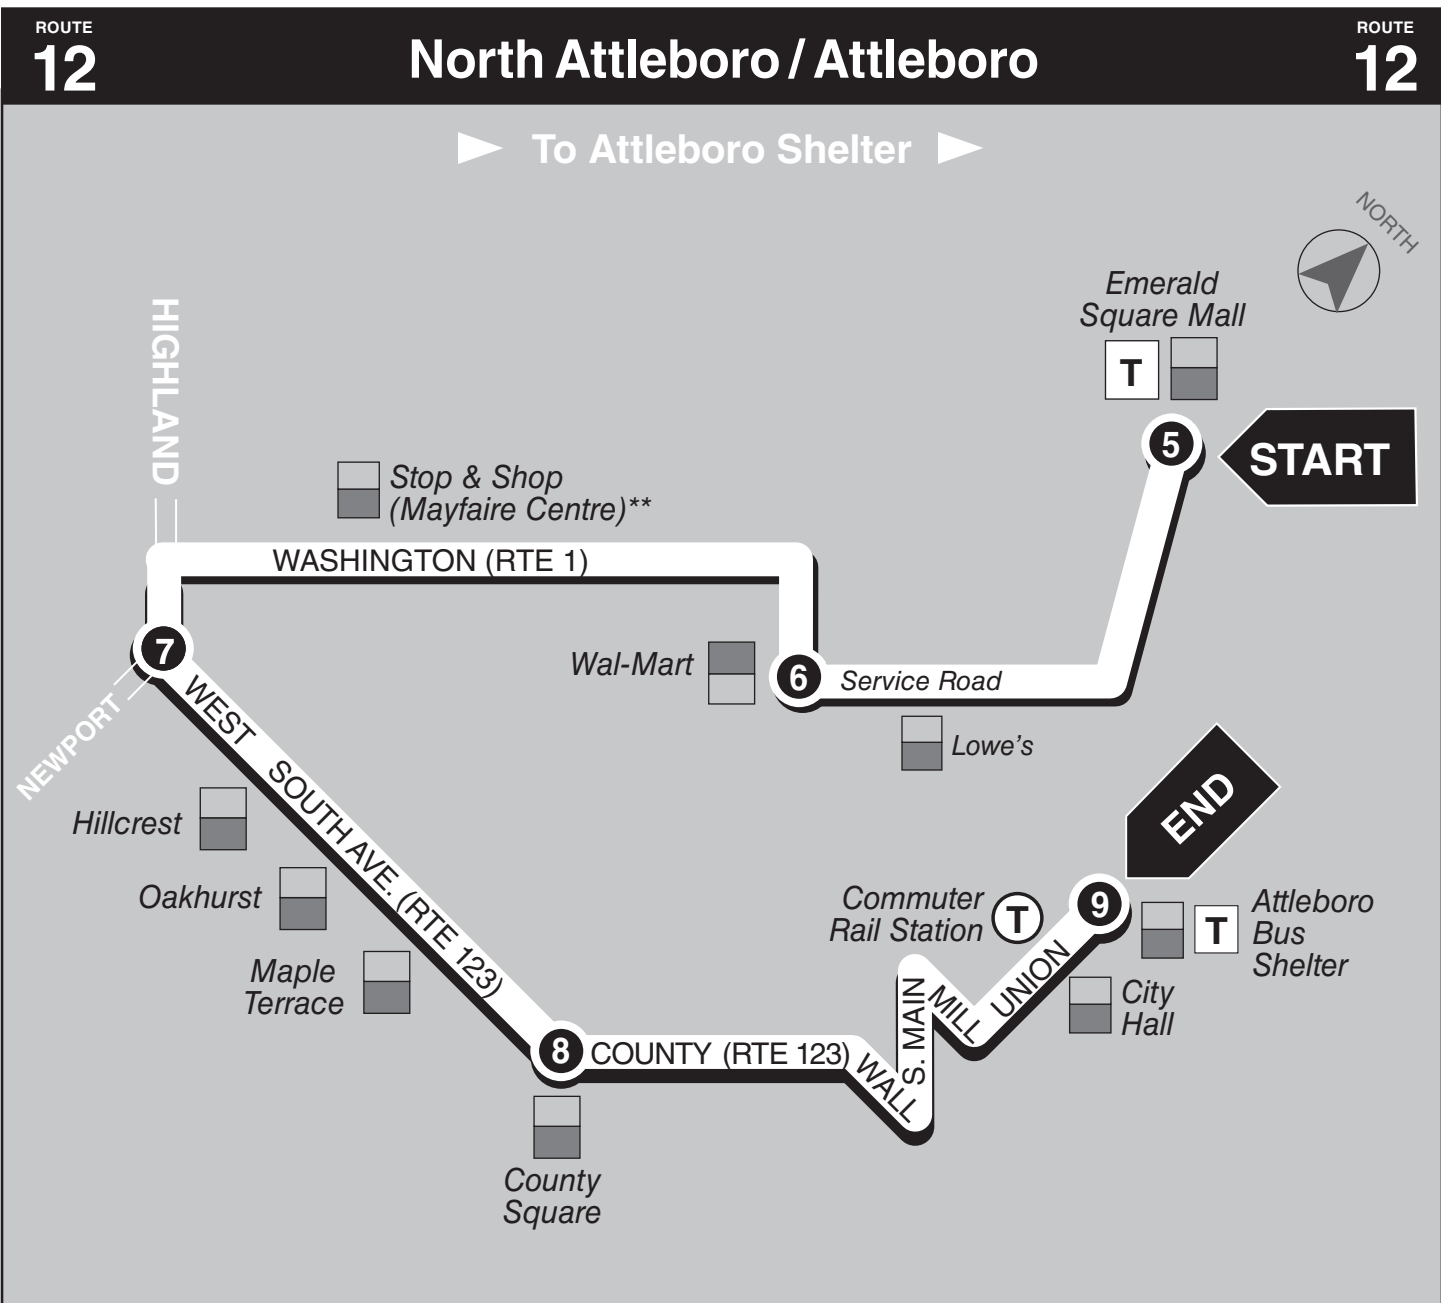 ROUTE
12
North Attleboro / Attleboro
ROUTE
12
To Attleboro Shelter
NORTH
Emerald
Square Mall
T
5
START
HIGHLAND
Stop & Shop
(Mayfaire Centre)**
WASHINGTON (RTE 1)
7
Wal-Mart
6
Service Road
Lowe's
NEWPORT
WEST SOUTH AVE. (RTE 123)
Hillcrest
Oakhurst
Maple
Terrace
END
Commuter
Rail Station
T
9
T
Attleboro
Bus
Shelter
City
Hall
8
COUNTY (RTE 123)
WALL
S. MAIN
MILL
UNION
County
Square